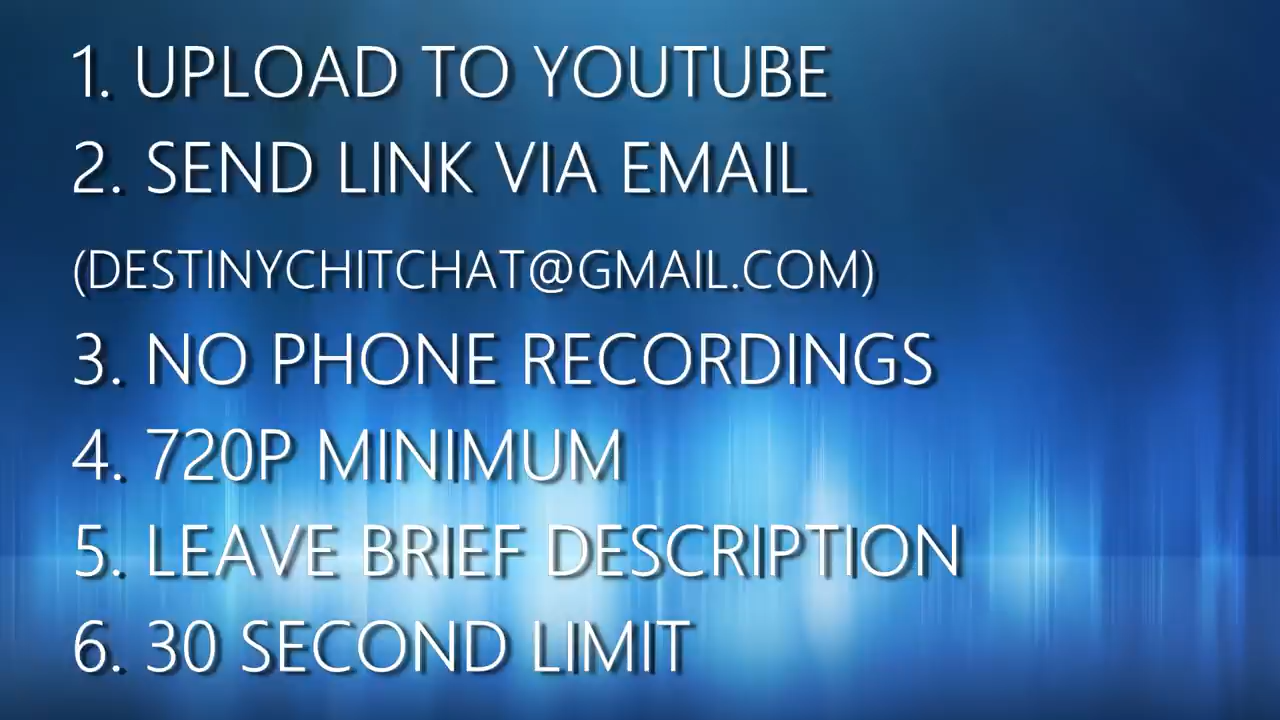 1. UPLOAD TO YOUTUBE
2. SEND LINK VIA EMAIL
(DESTINYCHITCHAT@GMAIL.COM)
3. NO PHONE RECORDINGS
4. 720P MINIMUM
5. LEAVE BRIEF DESCRIPTION
6. 30 SECOND LIMIT